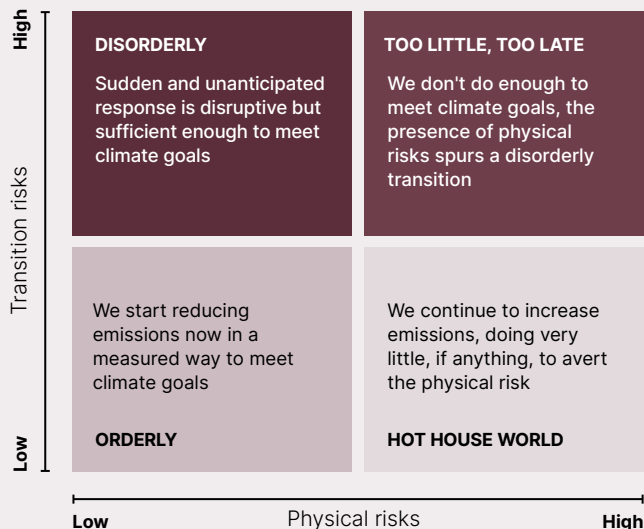 High
Transition risks
Low
DISORDERLY
Sudden and unanticipated
response is disruptive but
sufficient enough to meet
climate goals
TOO LITTLE, TOO LATE
We don't do enough to
meet climate goals, the
presence of physical
risks spurs a disorderly
transition
We start reducing
emissions now in a
measured way to meet
climate goals
ORDERLY
We continue to increase
emissions, doing very
little, if anything, to avert
the physical risk
HOT HOUSE WORLD
Low
Physical risks
High